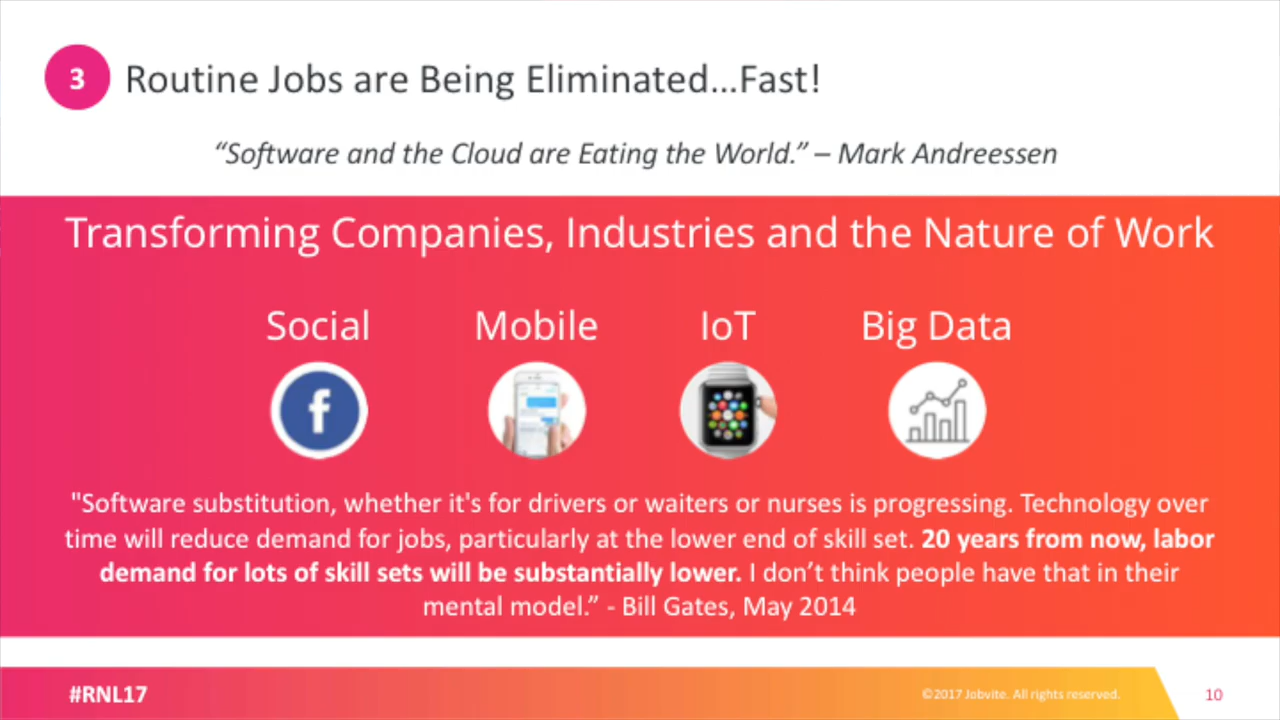 3
Routine Jobs are Being Eliminated...Fast!
“Software and the Cloud are Eating the World.” – Mark Andreessen
Transforming Companies, Industries and the Nature of Work
Social Mobile IoT Big Data
f
"Software substitution, whether it's for drivers or waiters or nurses is progressing. Technology over
time will reduce demand for jobs, particularly at the lower end of skill set. 20 years from now, labor
demand for lots of skill sets will be substantially lower. I don’t think people have that in their
mental model.” - Bill Gates, May 2014
#RNL17
©2017 Jobvite. All rights reserved.
10